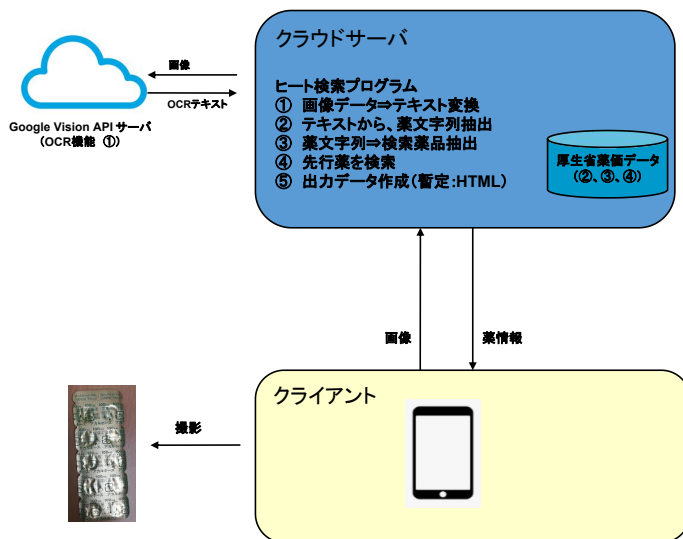 クラウドサーバ
画像
OCRテキスト
Google Vision API サーバ
（OCR機能 ①）
ヒート検索プログラム
① 画像データ⇒テキスト変換
② テキストから、薬文字列抽出
③ 薬文字列⇒検索薬品抽出
④ 先行薬を検索
⑤ 出力データ作成（暫定：HTML）
厚生省薬価データ
（②、③、④）
画像
薬情報
クライアント
撮影